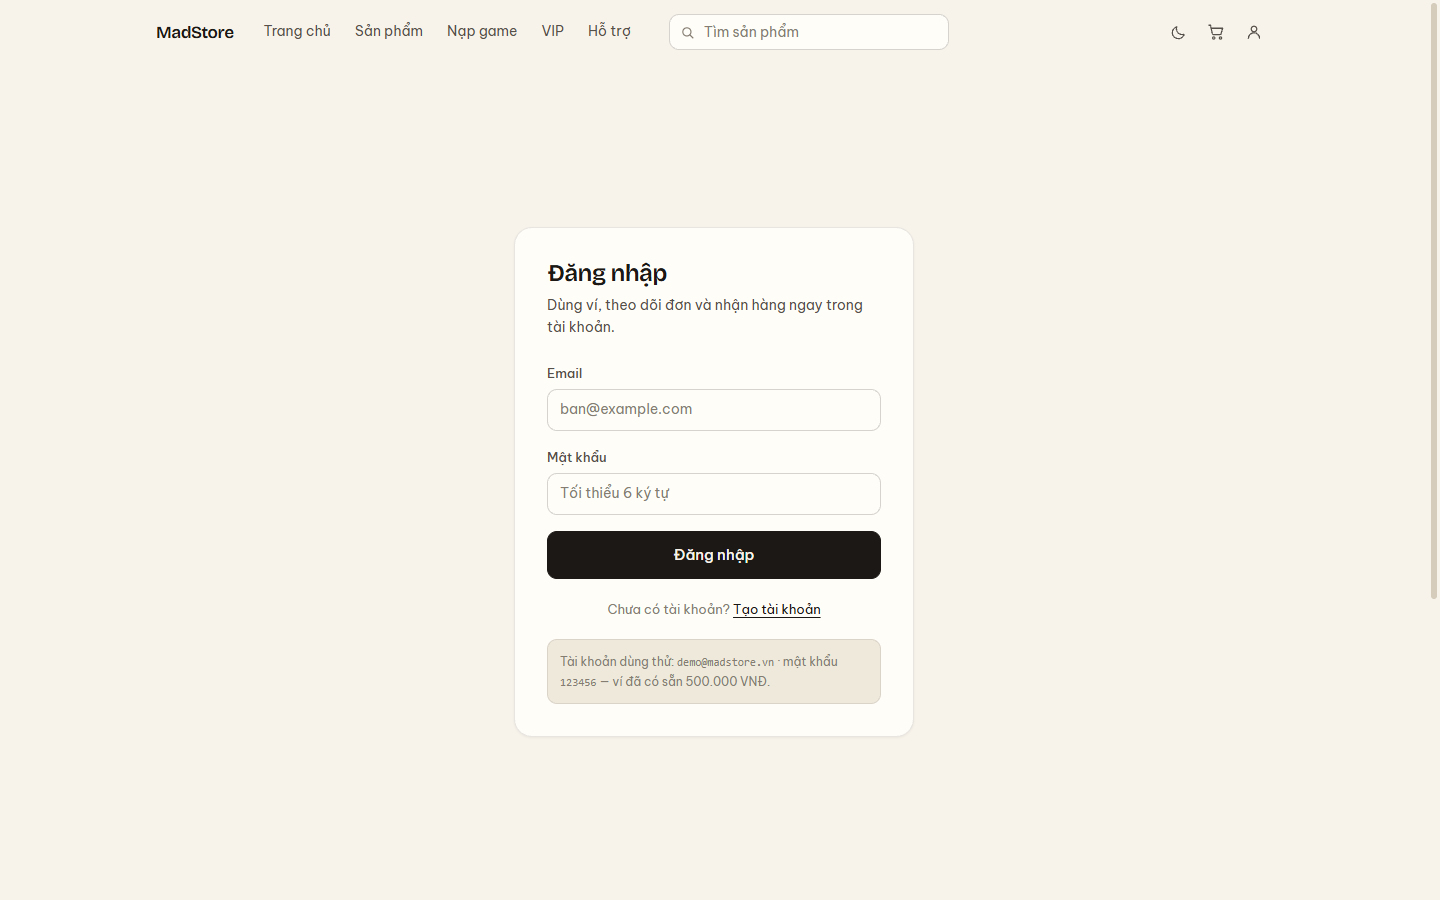 MadStore
Trang chủ
Sản phẩm
Nạp game
VIP
Hỗ trợ
Tìm sản phẩm
Đăng nhập
Dùng ví, theo dõi đơn và nhận hàng ngay trong
tài khoản.
Email
ban@example.com
Mật khẩu
Tối thiểu 6 ký tự
Đăng nhập
Chưa có tài khoản? Tạo tài khoản
Tài khoản dùng thử: demo@madstore.vn · mật khẩu
123456 — ví đã có sẵn 500.000 VNĐ.